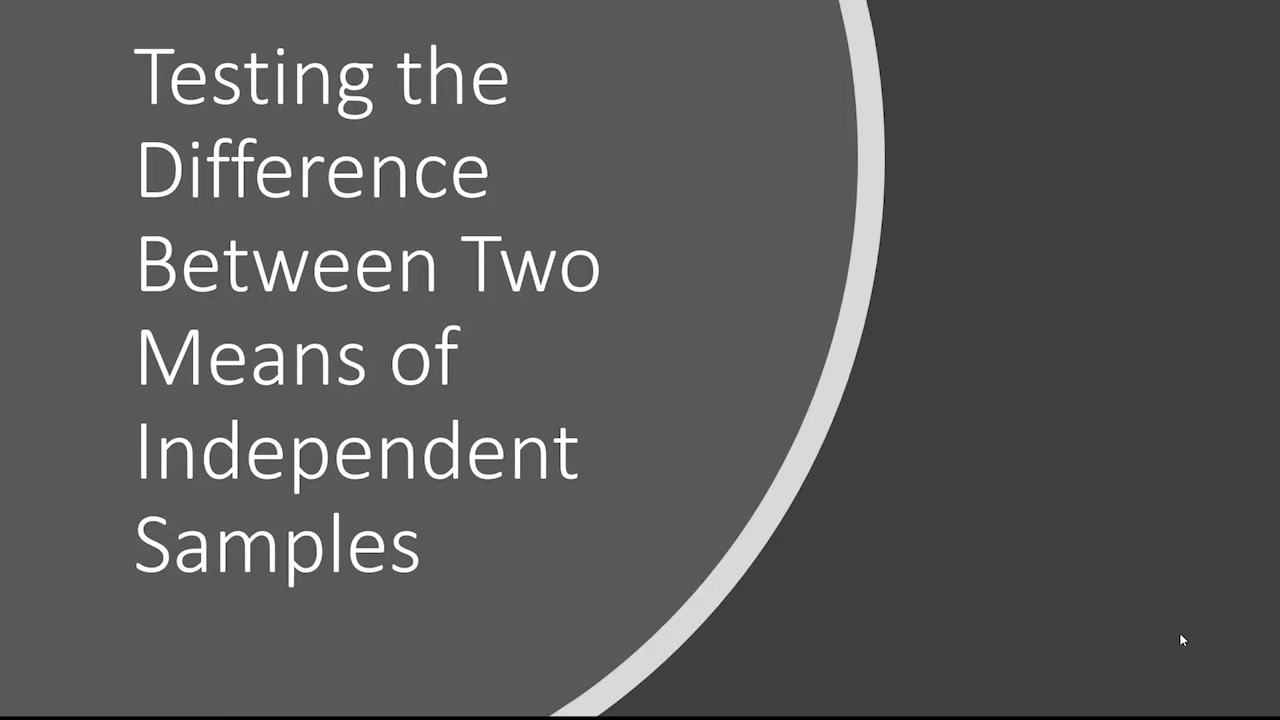 Testing the
Difference
Between Two
Means of
Independent
Samples